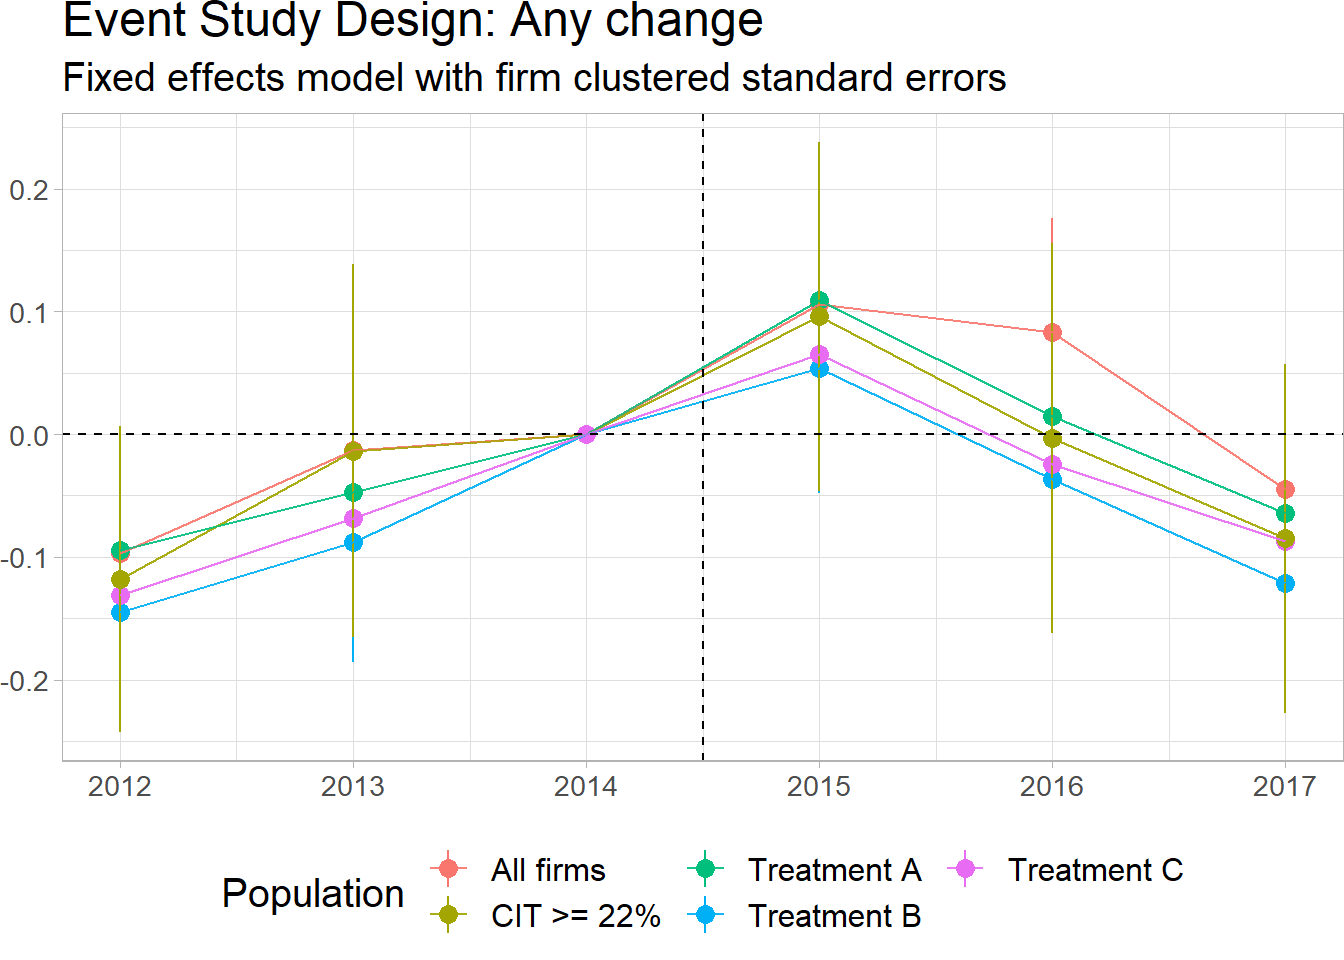 Event Study Design: Any change
Fixed effects model with firm clustered standard errors
0.2
0.1
0.0
-0.1
-0.2
2012 2013 2014 2015 2016 2017
Population
All firms Treatment A Treatment C
CIT >= 22% Treatment B